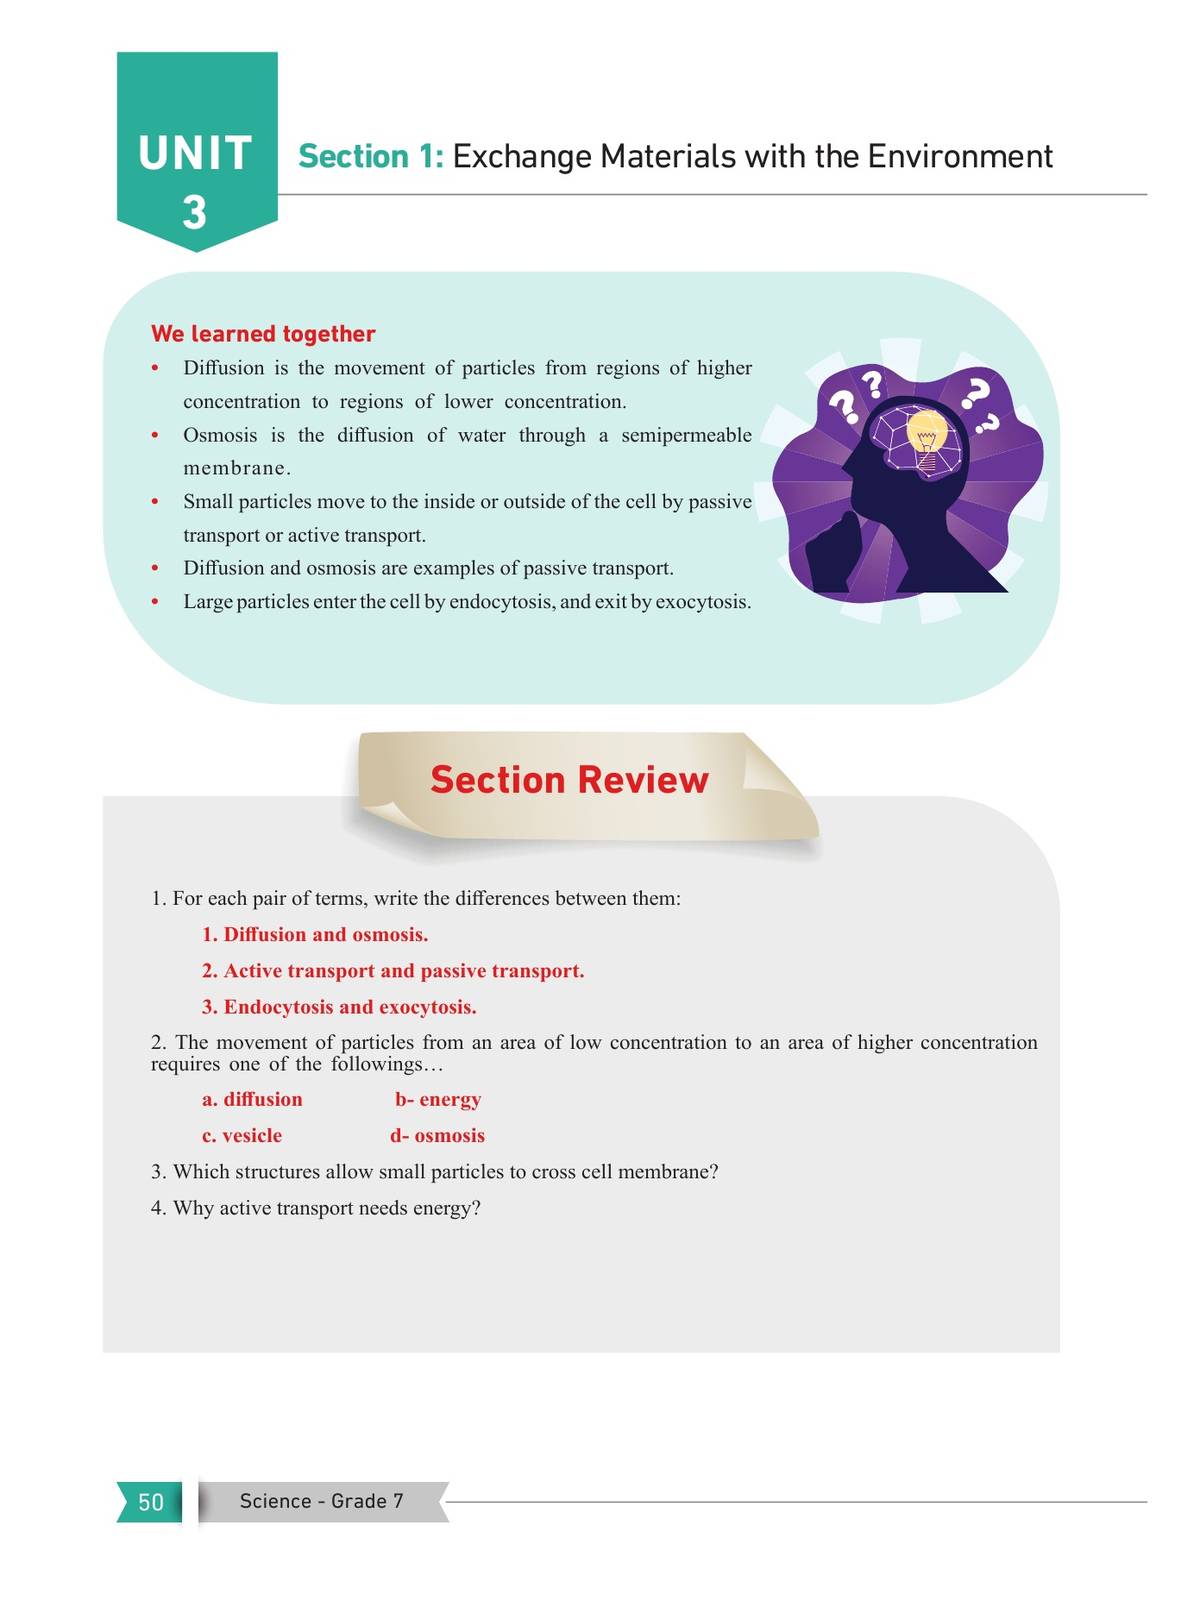 UNIT
3
Section 1: Exchange Materials with the Environment
We learned together
• Diffusion is the movement of particles from regions of higher
concentration to regions of lower concentration.
• Osmosis is the diffusion of water through a semipermeable
membrane.
• Small particles move to the inside or outside of the cell by passive
transport or active transport.
• Diffusion and osmosis are examples of passive transport.
• Large particles enter the cell by endocytosis, and exit by exocytosis.
? ? ? ?
Section Review
1. For each pair of terms, write the differences between them:
1. Diffusion and osmosis.
2. Active transport and passive transport.
3. Endocytosis and exocytosis.
2. The movement of particles from an area of low concentration to an area of higher concentration
requires one of the followings…
a. diffusion b- energy
c. vesicle d- osmosis
3. Which structures allow small particles to cross cell membrane?
4. Why active transport needs energy?
50 Science - Grade 7